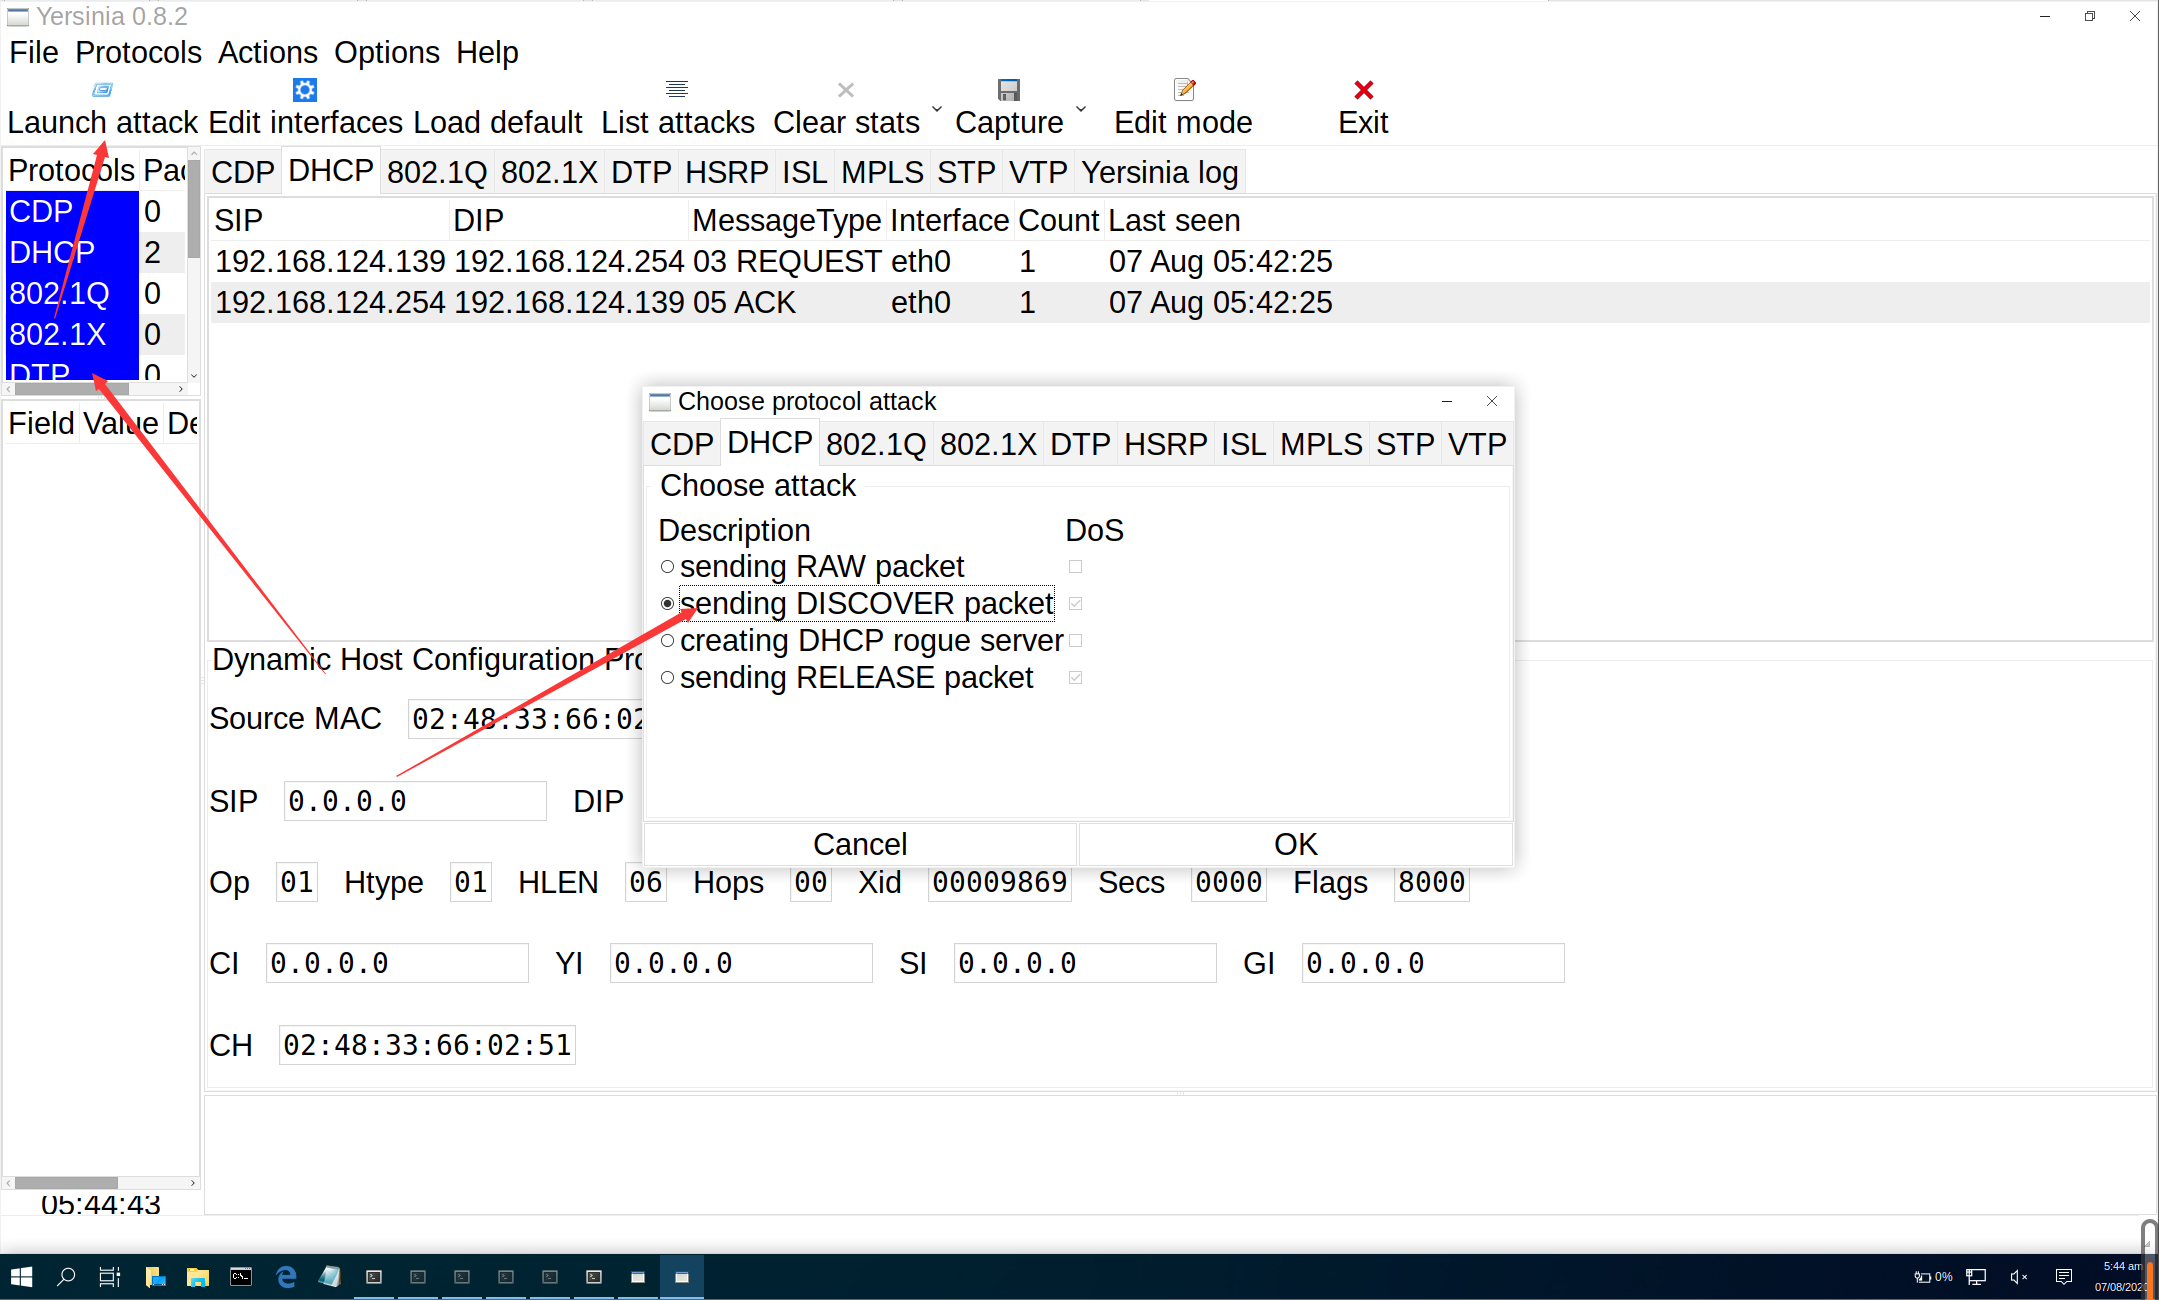 Yersinia 0.8.2
File Protocols Actions Options Help
Launch attack Edit interfaces Load default List attacks Clear stats Capture Edit mode Exit
Protocols Pac
CDP 0
DHCP 2
802.1Q 0
802.1X 0
DTP 0
Field Value De
05:44:43
CDP DHCP 802.1Q 802.1X DTP HSRP ISL MPLS STP VTP Yersinia log
SIP DIP MessageType Interface Count Last seen
192.168.124.139 192.168.124.254 03 REQUEST eth0 1 07 Aug 05:42:25
192.168.124.254 192.168.124.139 05 ACK eth0 1 07 Aug 05:42:25
Choose protocol attack
CDP DHCP 802.1Q 802.1X DTP HSRP ISL MPLS STP VTP
Choose attack
Description DoS
sending RAW packet
sending DISCOVER packet
creating DHCP rogue server
sending RELEASE packet
Cancel OK
Dynamic Host Configuration Pro
Source MAC 02:48:33:66:02
SIP 0.0.0.0 DIP
Op 01 Htype 01 HLEN 06 Hops 00 Xid 00009869 Secs 0000 Flags 8000
CI 0.0.0.0 YI 0.0.0.0 SI 0.0.0.0 GI 0.0.0.0
CH 02:48:33:66:02:51
0%
5:44 am
07/08/202